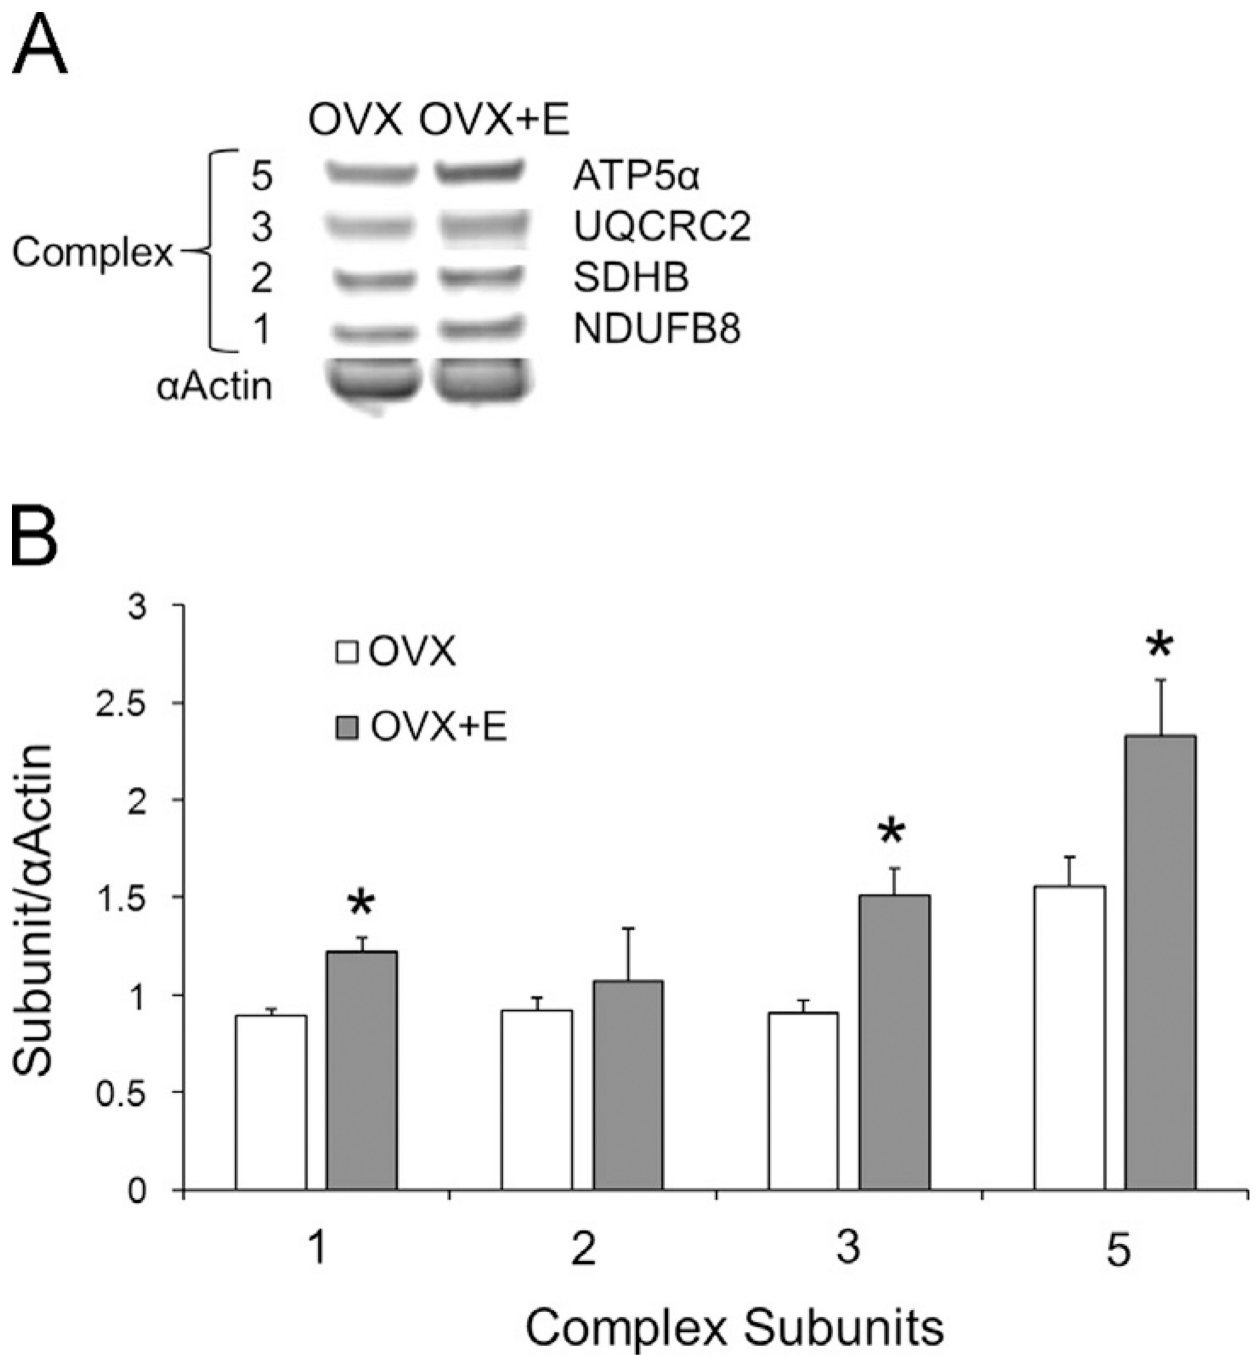 A
OVX OVX+E
5 ATP5α
3 UQCRC2
Complex
2 SDHB
1 NDUFB8
αActin
B
3
2.5
2
1.5
1
0.5
0
Subunit/αActin
OVX
OVX+E
*
*
*
1 2 3 5
Complex Subunits